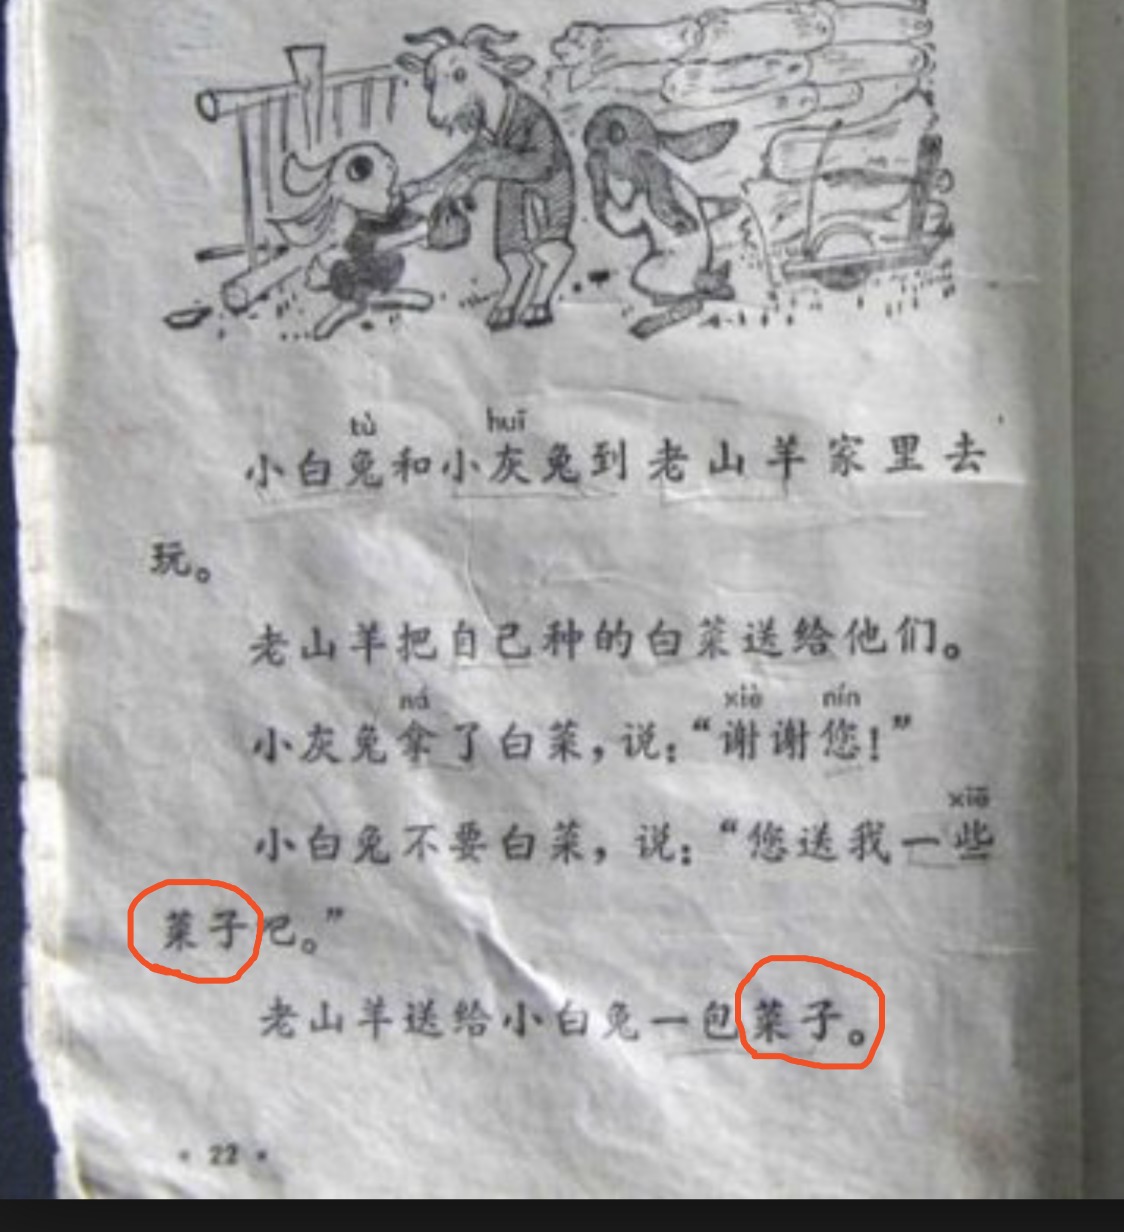 tù huī
小白兔和小灰兔到老山羊家里去
玩。
老山羊把自己种的白菜送给他们。
ná xiè nín
小灰兔拿了白菜，说：“谢谢您！”
xiē
小白兔不要白菜，说：“您送我一些
菜子吧。”
老山羊送给小白兔一包菜子。
· 22 ·